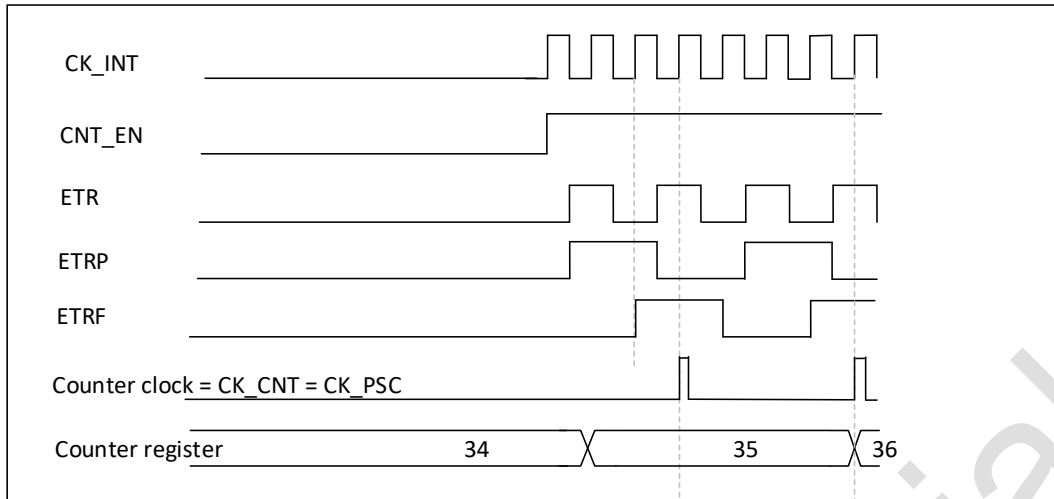 CK_INT
CNT_EN
ETR
ETRP
ETRF
Counter clock = CK_CNT = CK_PSC
Counter register 34 35 36